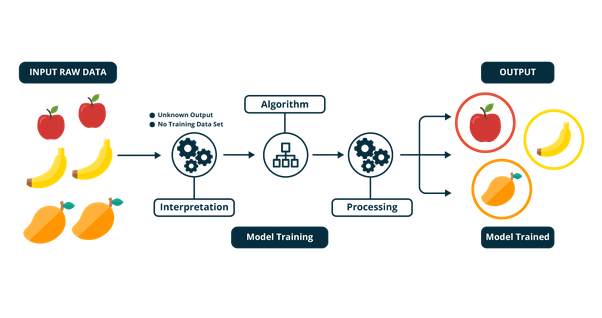 INPUT RAW DATA
OUTPUT
Algorithm
Unknown Output
No Training Data Set
Interpretation
Processing
Model Training
Model Trained